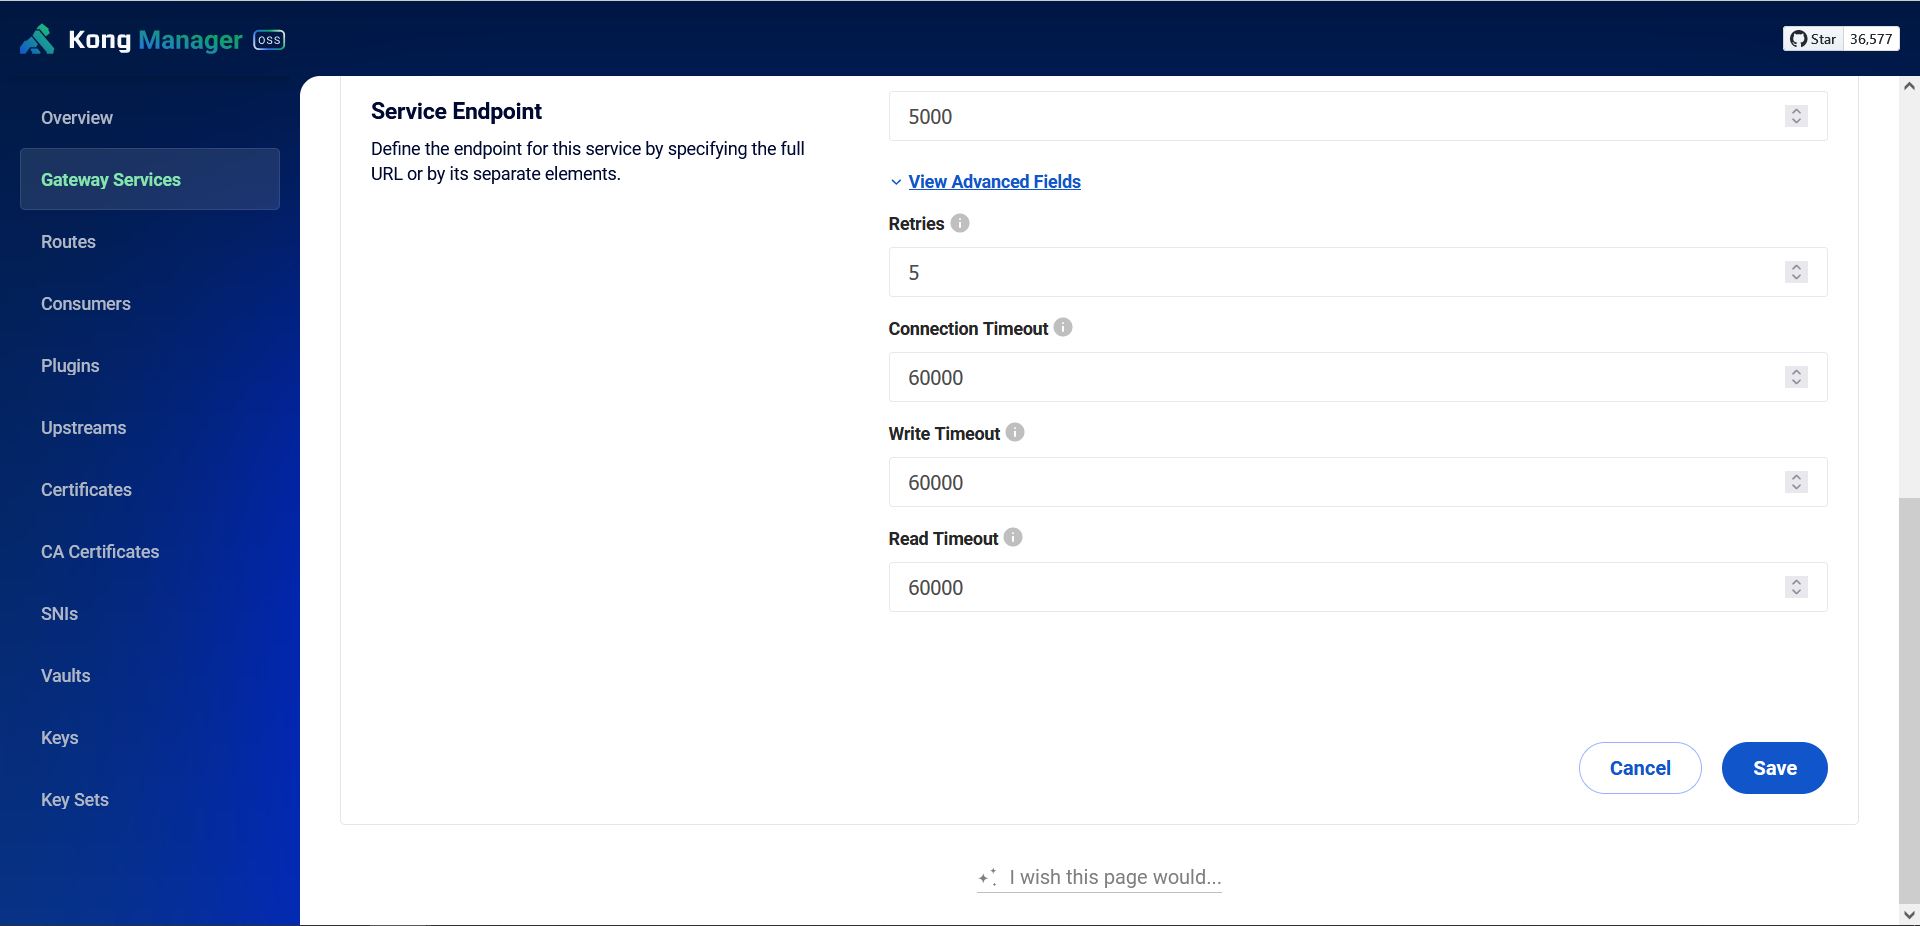 Kong Manager OSS
Star 36,577
Overview
Gateway Services
Routes
Consumers
Plugins
Upstreams
Certificates
CA Certificates
SNIs
Vaults
Keys
Key Sets
Service Endpoint
Define the endpoint for this service by specifying the full
URL or by its separate elements.
5000
View Advanced Fields
Retries
5
Connection Timeout
60000
Write Timeout
60000
Read Timeout
60000
Cancel
Save
I wish this page would...